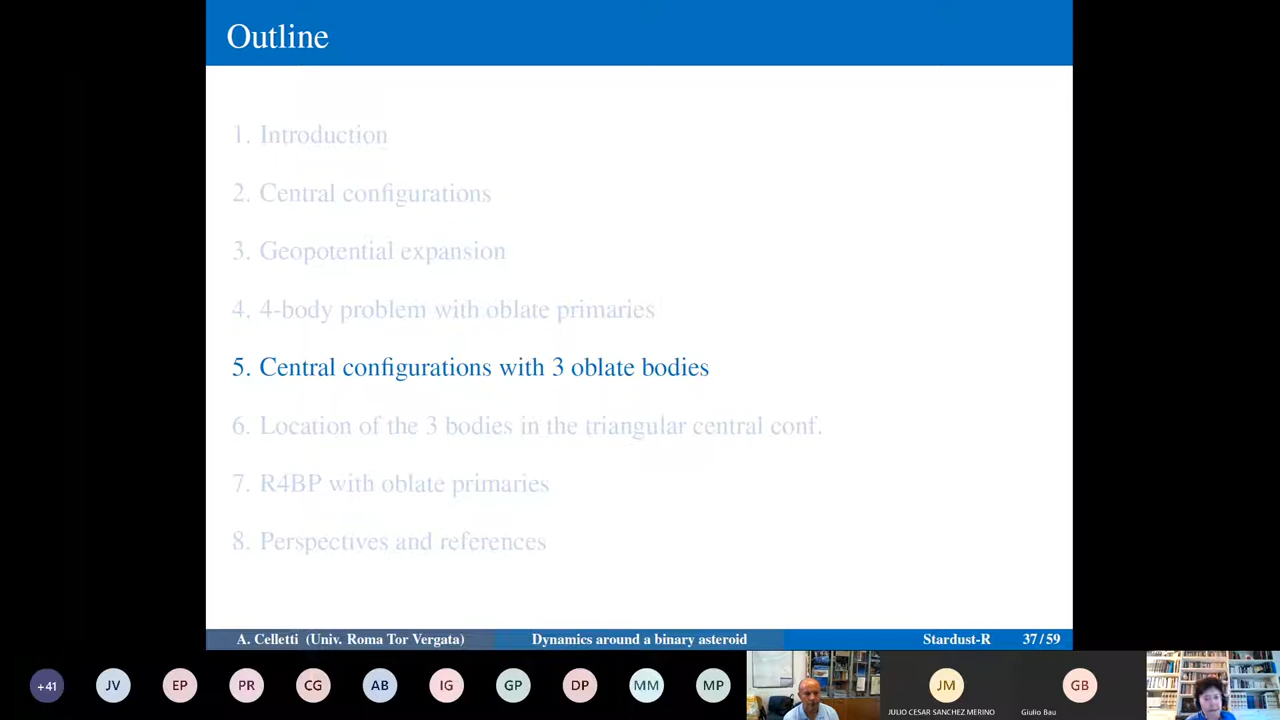 Outline
1. Introduction
2. Central configurations
3. Geopotential expansion
4. 4-body problem with oblate primaries
5. Central configurations with 3 oblate bodies
6. Location of the 3 bodies in the triangular central conf.
7. R4BP with oblate primaries
8. Perspectives and references
A. Celletti (Univ. Roma Tor Vergata) Dynamics around a binary asteroid Stardust-R 37/59
+41 JV EP PR CG AB IG GP DP MM MP JM GB
JULIO CESAR SANCHEZ MERINO Giulio Bau